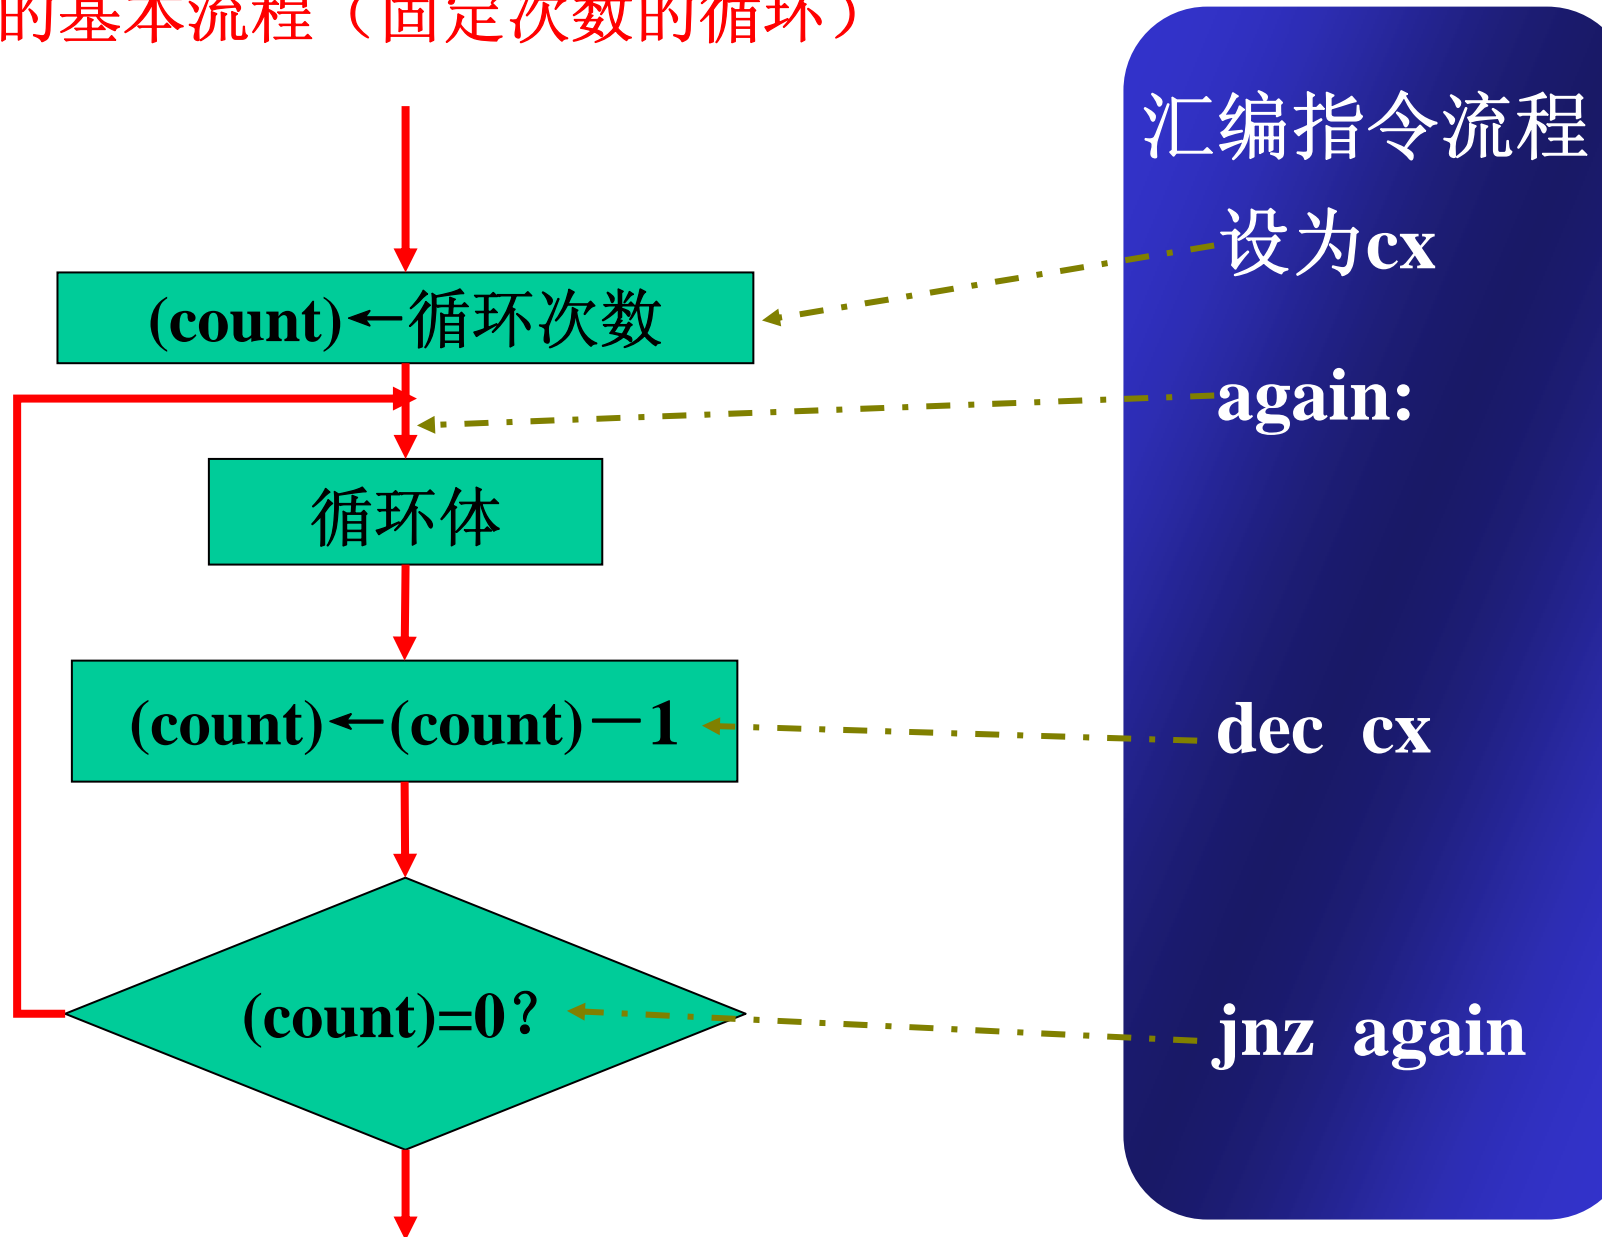 的基本流程（固定次数的循环）
汇编指令流程
设为cx
(count)←循环次数
again:
循环体
(count)←(count)－1
dec cx
(count)=0？
jnz again